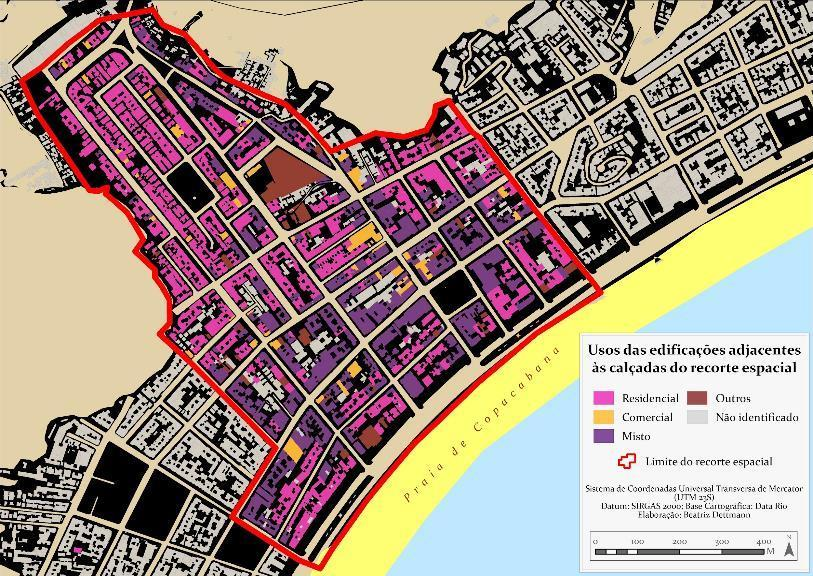 Praia de Copacabana
Usos das edificações adjacentes
às calçadas do recorte espacial
Residencial
Outros
Comercial
Não identificado
Misto
Limite do recorte espacial
Sistema de Coordenadas Universal Transversa de Mercator
(UTM 23S)
Datum: SIRGAS 2000; Base Cartográfica: Data Rio
Elaboração: Beatriz Dettmann
0 100 200 300 400
M
N